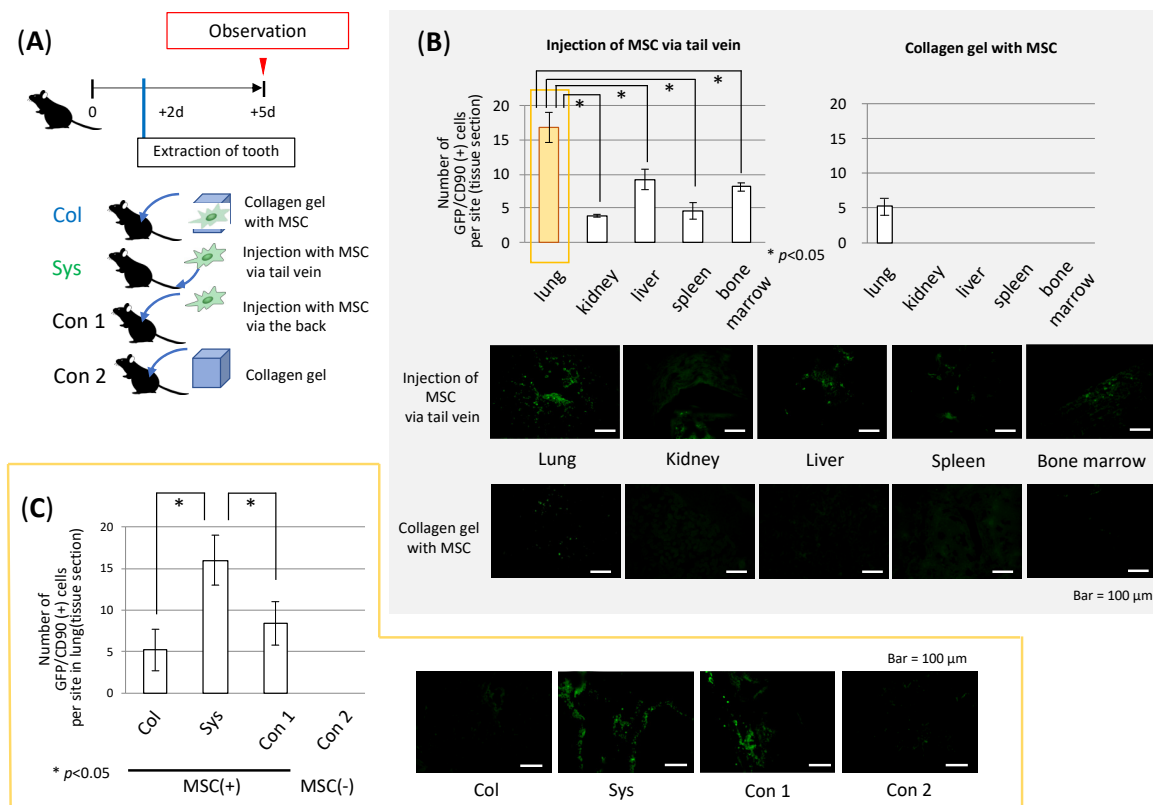 (A)
Observation
0
+2d
+5d
Extraction of tooth
Col
Collagen gel
with MSC
Sys
Injection with MSC
via tail vein
Con 1
Injection with MSC
via the back
Con 2
Collagen gel
(B)
Injection of MSC via tail vein
Number of
GFP/CD90 (+) cells
per site (tissue section)
20
15
10
5
0
*
*
*
*
lung
kidney
liver
spleen
bone
marrow
* p<0.05
Collagen gel with MSC
20
15
10
5
0
lung
kidney
liver
spleen
bone
marrow
Injection of
MSC
via tail vein
Lung
Kidney
Liver
Spleen
Bone marrow
Collagen gel
with MSC
Bar = 100 µm
(C)
Number of
GFP/CD90 (+) cells
per site in lung(tissue section)
20
15
10
5
0
*
*
Col
Sys
Con 1
Con 2
* p<0.05
MSC(+)
MSC(-)
Bar = 100 µm
Col
Sys
Con 1
Con 2